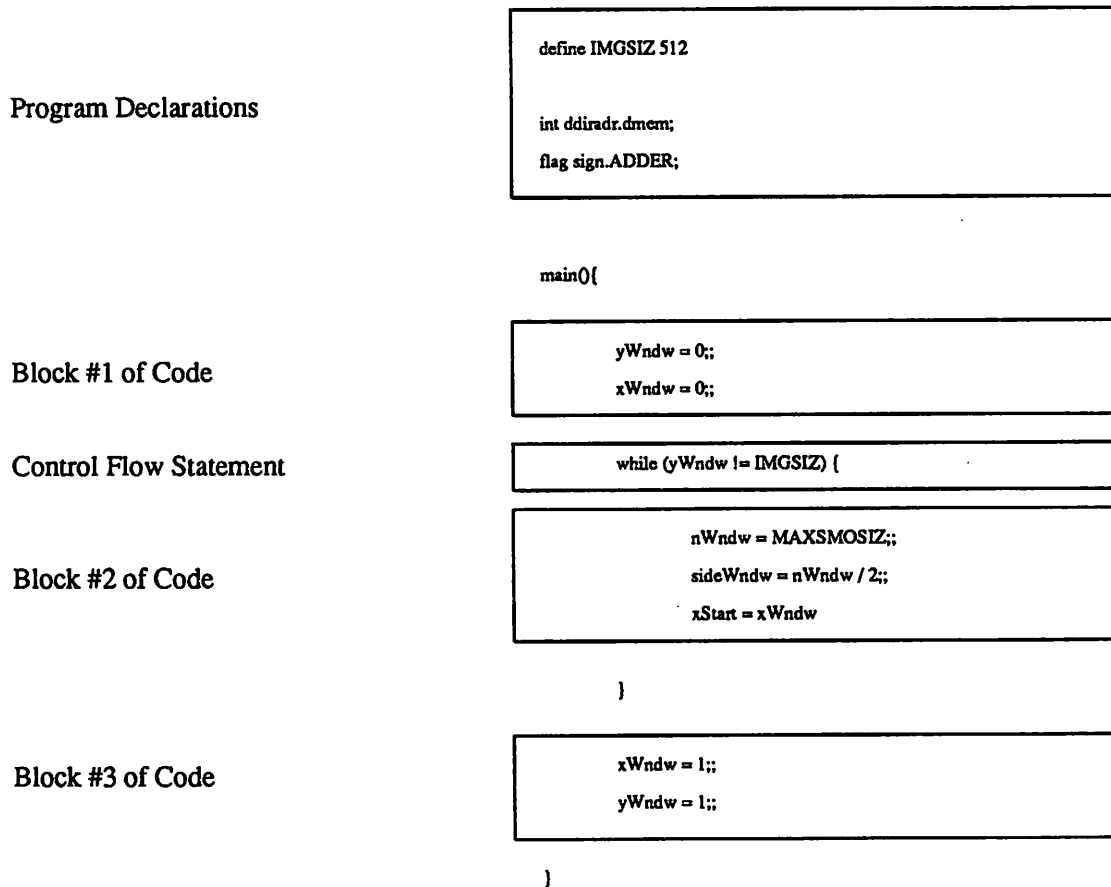 define IMGSIZ 512
Program Declarations
int ddiradr.dmem;
flag sign.ADDER;
main(){
yWndw = 0;;
Block #1 of Code
xWndw = 0;;
Control Flow Statement
while (yWndw != IMGSIZ) {
nWndw = MAXSMOSIZ;;
Block #2 of Code
sideWndw = nWndw / 2;;
xStart = xWndw
}
xWndw = 1;;
Block #3 of Code
yWndw = 1;;
}